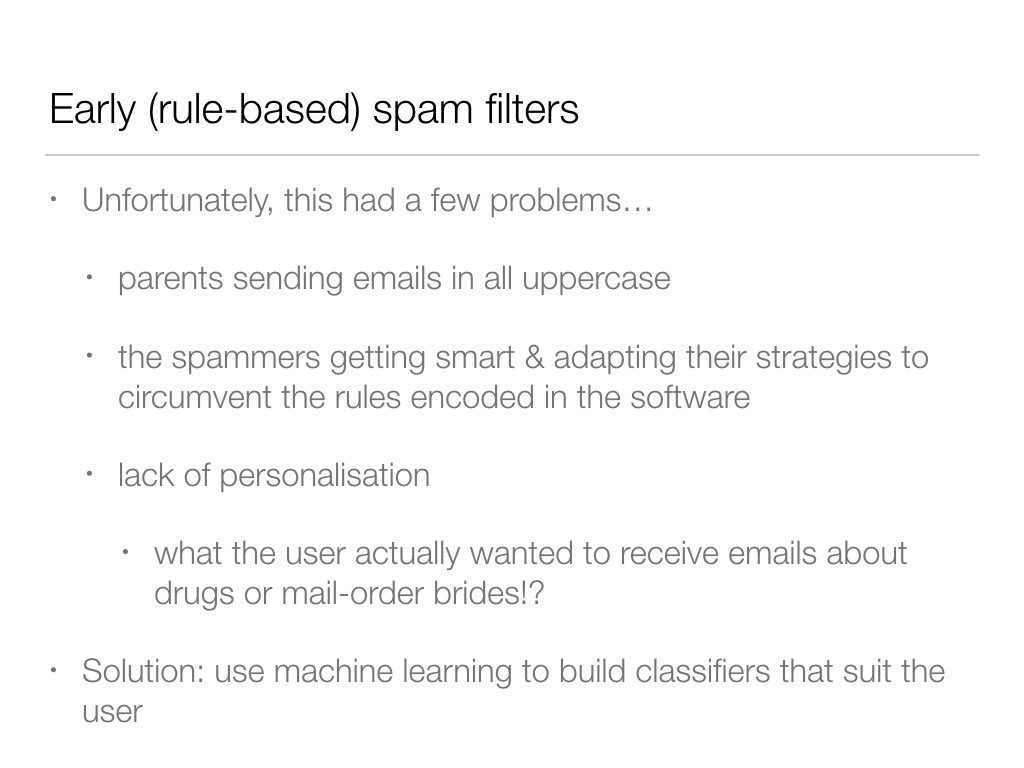 Early (rule-based) spam filters
• Unfortunately, this had a few problems…
• parents sending emails in all uppercase
• the spammers getting smart & adapting their strategies to
circumvent the rules encoded in the software
• lack of personalisation
• what the user actually wanted to receive emails about
drugs or mail-order brides!?
• Solution: use machine learning to build classifiers that suit the
user